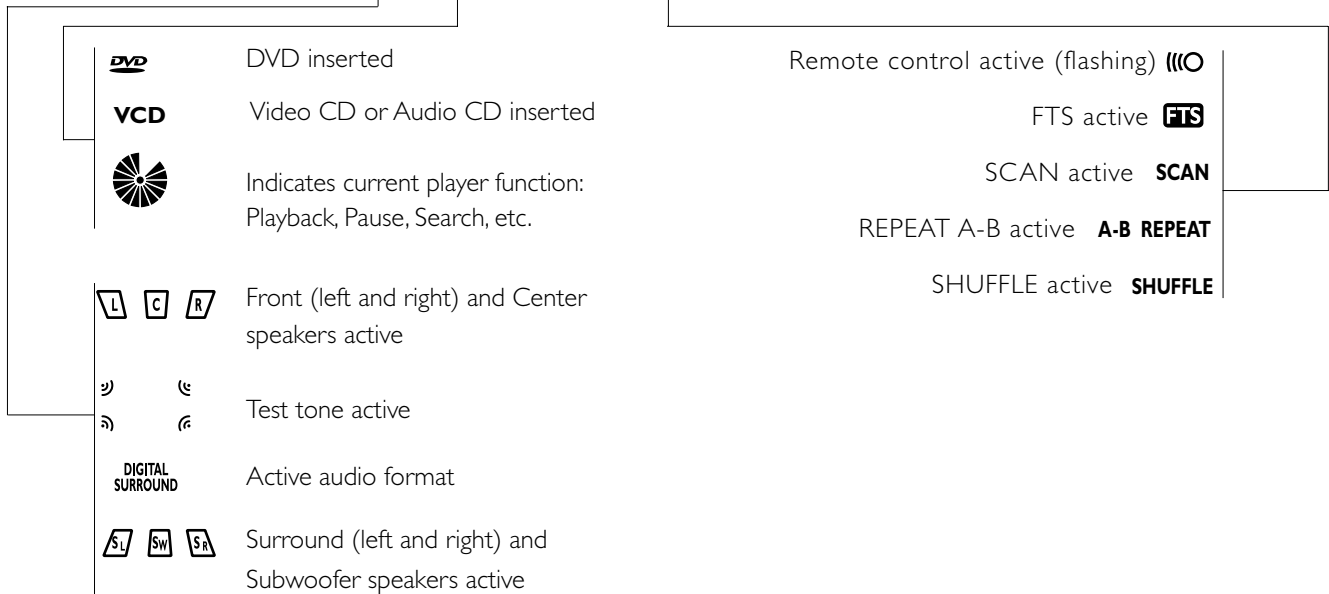 DVD DVD inserted
VCD Video CD or Audio CD inserted
Indicates current player function:
Playback, Pause, Search, etc.
L C R Front (left and right) and Center
speakers active
Test tone active
DIGITAL
SURROUND Active audio format
SL SW SR Surround (left and right) and
Subwoofer speakers active
Remote control active (flashing)
FTS active FTS
SCAN active SCAN
REPEAT A-B active A-B REPEAT
SHUFFLE active SHUFFLE